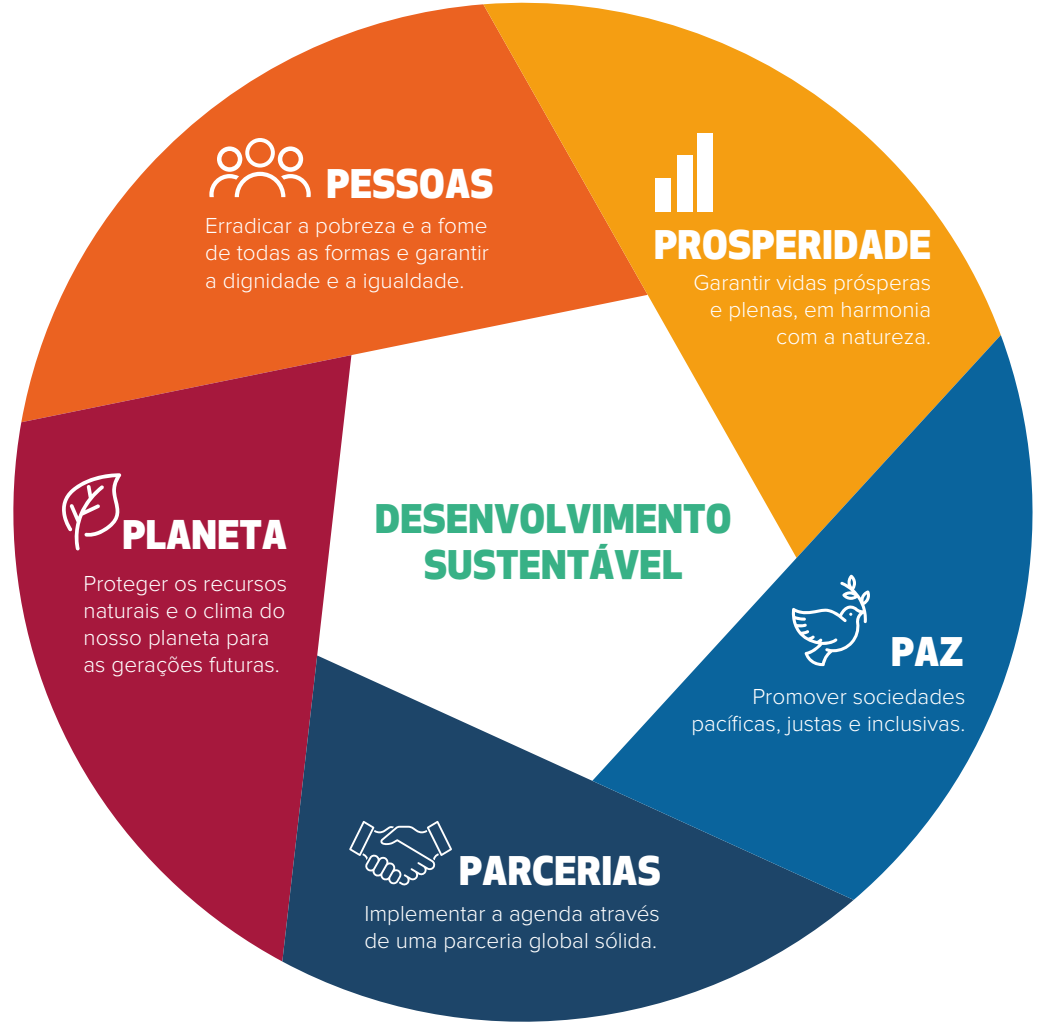 PESSOAS
Erradicar a pobreza e a fome
de todas as formas e garantir
a dignidade e a igualdade.
PROSPERIDADE
Garantir vidas prósperas
e plenas, em harmonia
com a natureza.
PLANETA
Proteger os recursos
naturais e o clima do
nosso planeta para
as gerações futuras.
DESENVOLVIMENTO
SUSTENTÁVEL
PAZ
Promover sociedades
pacíficas, justas e inclusivas.
PARCERIAS
Implementar a agenda através
de uma parceria global sólida.